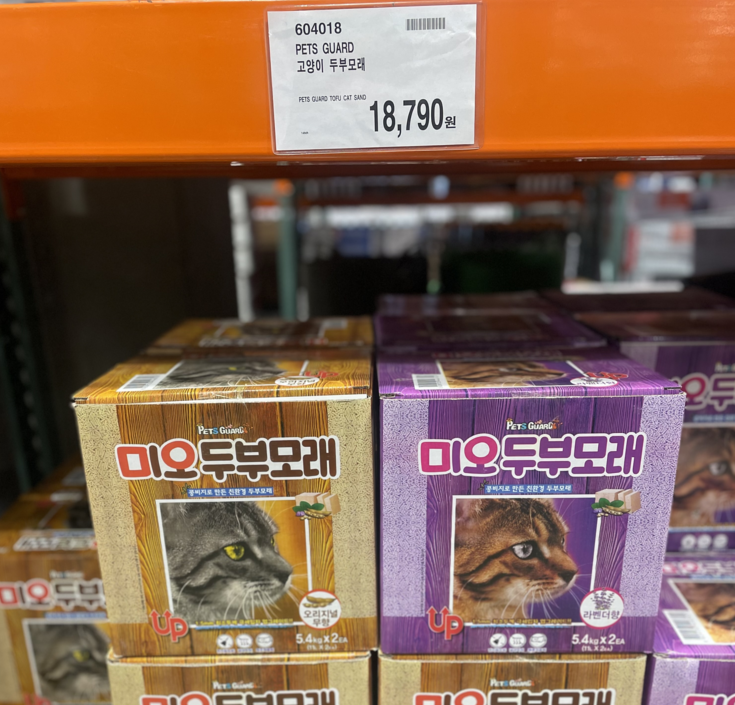 604018
PETS GUARD
고양이 두부모래
PETS GUARD TOFU CAT SAND
18,790원
PETS GUARD
미오두부모래
콩비지로 만든 친환경 두부모래
오리지널
무향
UP
5.4kg x 2EA
PETS GUARD
미오두부모래
콩비지로 만든 친환경 두부모래
라벤더향
UP
5.4kg x 2EA
PETS GUARD
미오두부모래
PETS GUARD
미오두부모래